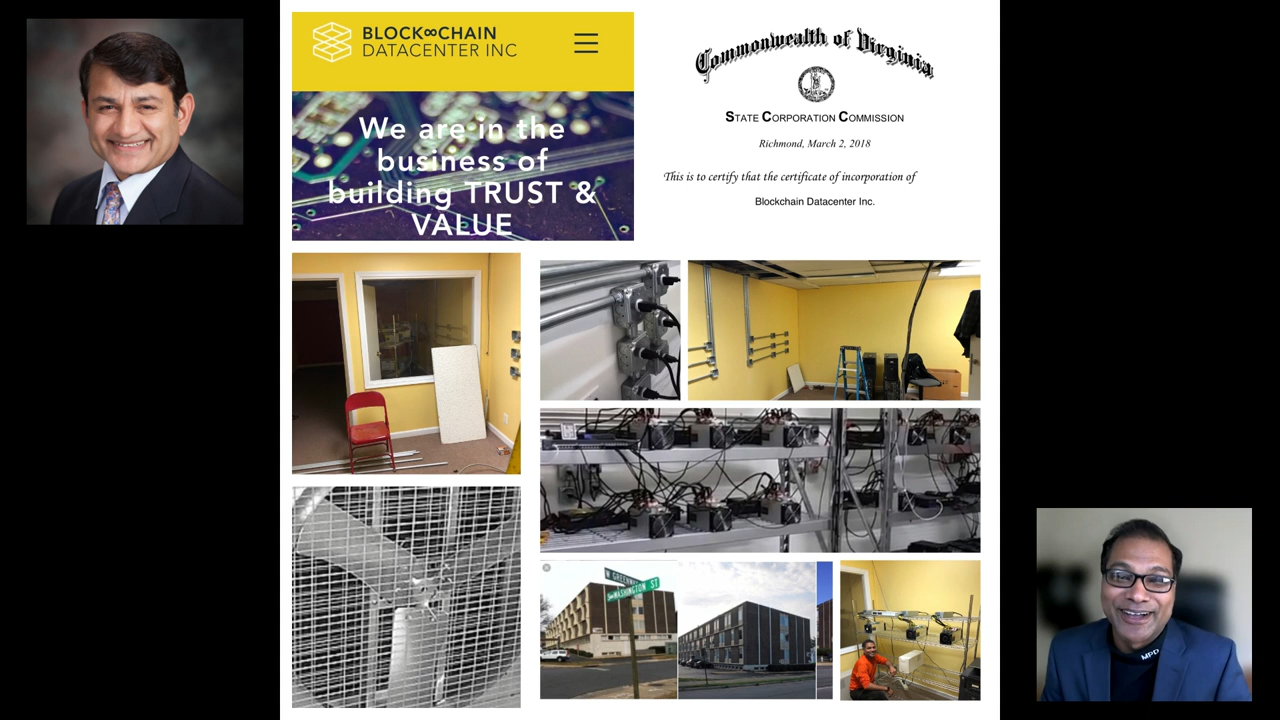 BLOCK∞CHAIN
DATACENTER INC
We are in the
business of
building TRUST &
VALUE
Commonwealth of Virginia
STATE CORPORATION COMMISSION
Richmond, March 2, 2018
This is to certify that the certificate of incorporation of
Blockchain Datacenter Inc.
WASHINGTON ST
MPP